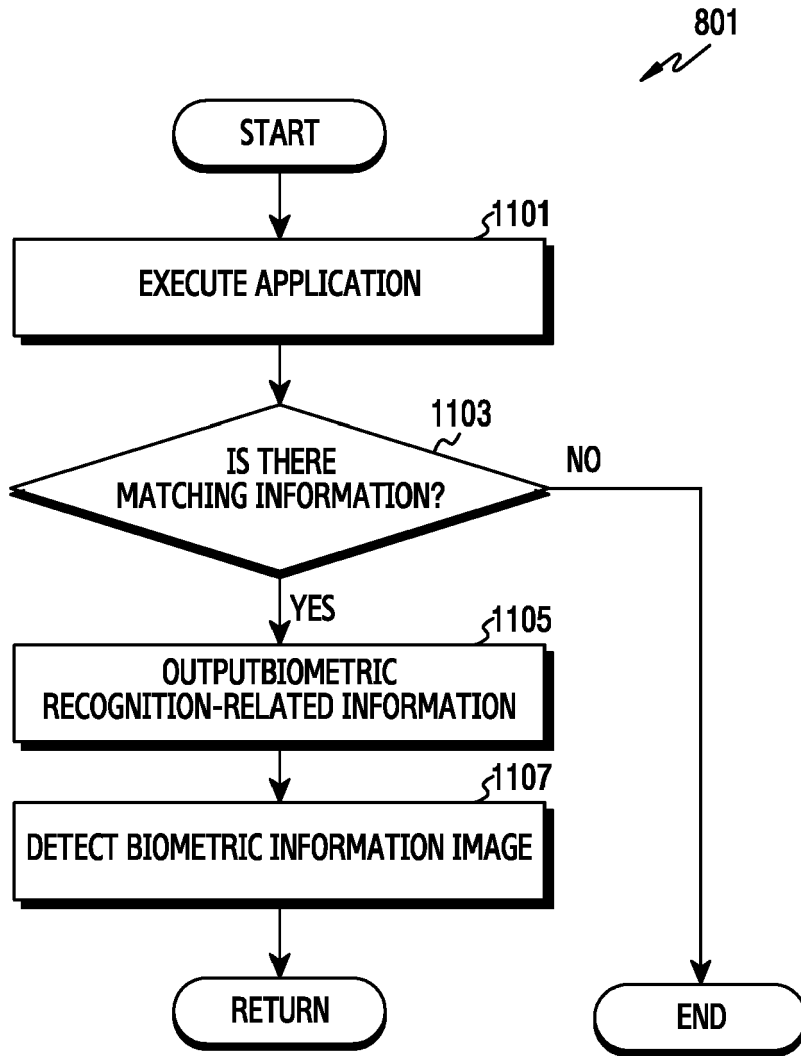 801
START
1101
EXECUTE APPLICATION
1103
IS THERE
MATCHING INFORMATION?
NO
YES
1105
OUTPUTBIOMETRIC
RECOGNITION-RELATED INFORMATION
1107
DETECT BIOMETRIC INFORMATION IMAGE
RETURN
END